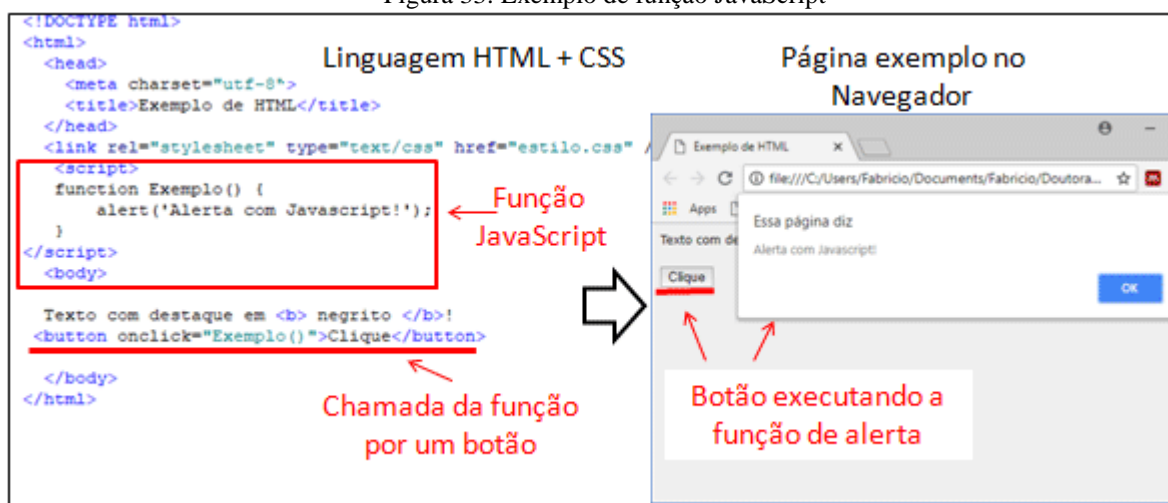 Figura 33: Exemplo de função JavaScript
<!DOCTYPE html>
<html>
<head>
<meta charset="utf-8">
<title>Exemplo de HTML</title>
</head>
<link rel="stylesheet" type="text/css" href="estilo.css" /
<script>
function Exemplo() {
alert('Alerta com Javascript!');
}
</script>
<body>
Texto com destaque em <b> negrito </b>!
<button onclick="Exemplo()">Clique</button>
</body>
</html>
Linguagem HTML + CSS
Função
JavaScript
Chamada da função
por um botão
Página exemplo no
Navegador
Exemplo de HTML
file:///C:/Users/Fabricio/Documents/Fabricio/Doutora...
Apps
Essa página diz
Texto com de
Alerta com Javascript!
Clique
OK
Botão executando a
função de alerta